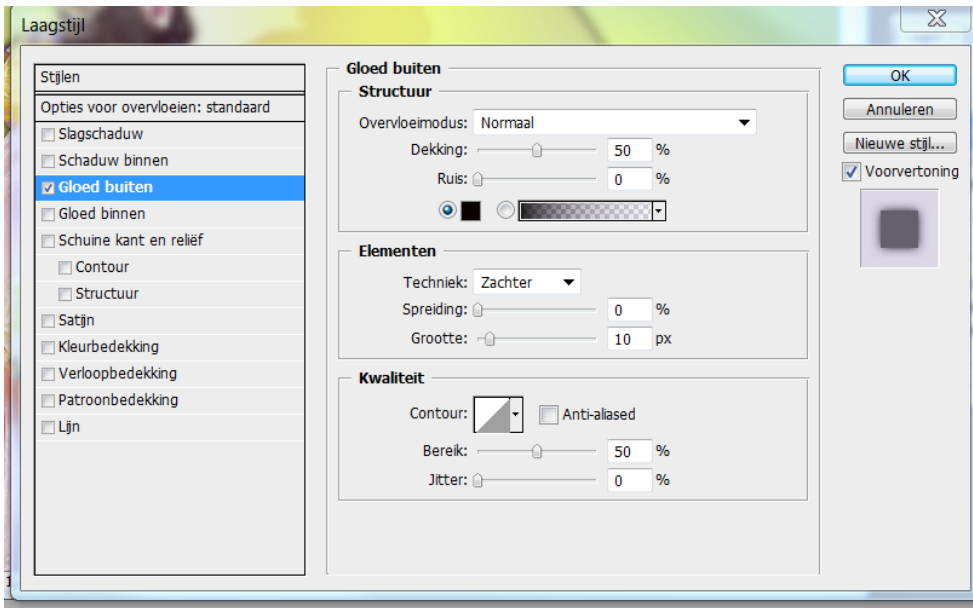 Laagstijl
Stijlen
Opties voor overvloeien: standaard
Slagschaduw
Schaduw binnen
Gloed buiten
Gloed binnen
Schuine kant en reliëf
Contour
Structuur
Satijn
Kleurbedekking
Verloopbedekking
Patroonbedekking
Lijn
Gloed buiten
Structuur
Overvloeimodus: Normaal
Dekking: 50 %
Ruis: 0 %
Elementen
Techniek: Zachter
Spreiding: 0 %
Grootte: 10 px
Kwaliteit
Contour: Anti-aliased
Bereik: 50 %
Jitter: 0 %
OK
Annuleren
Nieuwe stijl...
Voorvertoning